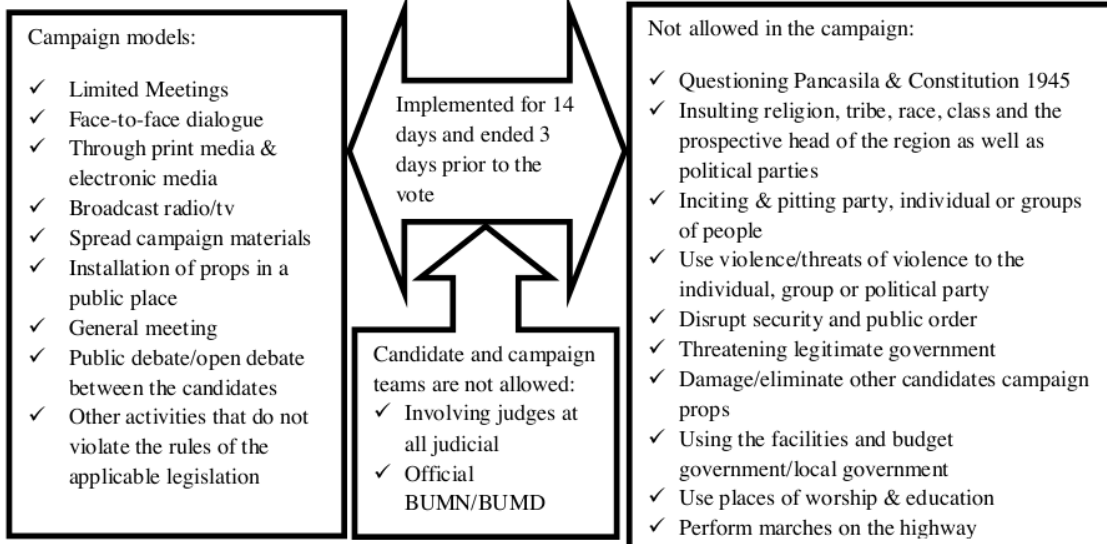 Campaign models:
✓ Limited Meetings
✓ Face-to-face dialogue
✓ Through print media &
electronic media
✓ Broadcast radio/tv
✓ Spread campaign materials
✓ Installation of props in a
public place
✓ General meeting
✓ Public debate/open debate
between the candidates
✓ Other activities that do not
violate the rules of the
applicable legislation
Implemented for 14
days and ended 3
days prior to the
vote
Candidate and campaign
teams are not allowed:
✓ Involving judges at
all judicial
✓ Official
BUMN/BUMD
Not allowed in the campaign:
✓ Questioning Pancasila & Constitution 1945
✓ Insulting religion, tribe, race, class and the
prospective head of the region as well as
political parties
✓ Inciting & pitting party, individual or groups
of people
✓ Use violence/threats of violence to the
individual, group or political party
✓ Disrupt security and public order
✓ Threatening legitimate government
✓ Damage/eliminate other candidates campaign
props
✓ Using the facilities and budget
government/local government
✓ Use places of worship & education
✓ Perform marches on the highway